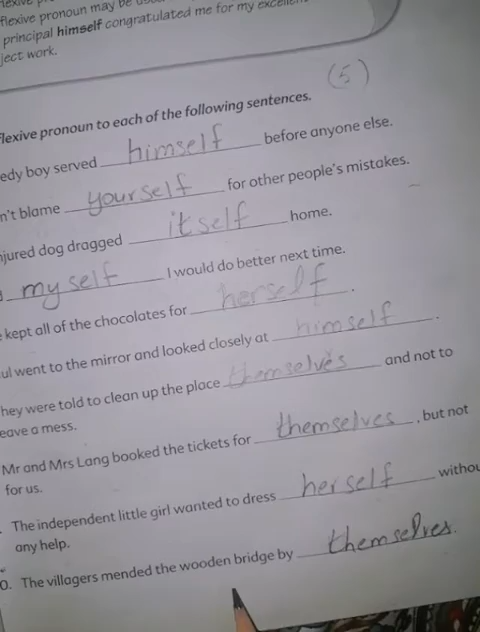 flexive pronoun may be
principal himself congratulated me for my excellen
ject work.
(5)
flexive pronoun to each of the following sentences.
edy boy served himself before anyone else.
n't blame yourself for other people's mistakes.
njured dog dragged itself home.
myself I would do better next time.
kept all of the chocolates for herself.
ul went to the mirror and looked closely at himself.
They were told to clean up the place themselves and not to
eave a mess.
Mr and Mrs Lang booked the tickets for themselves, but not
for us.
The independent little girl wanted to dress herself withou
any help.
0. The villagers mended the wooden bridge by themselves.